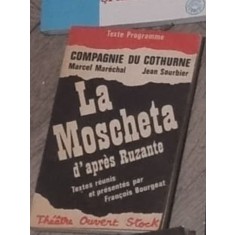 Texte Programme
COMPAGNIE DU COTHURNE
Marcel Maréchal Jean Sourbier
La
Moscheta
d'après Ruzante
Textes réunis
et présentés par
François Bourgeat
Théâtre Ouvert Stock